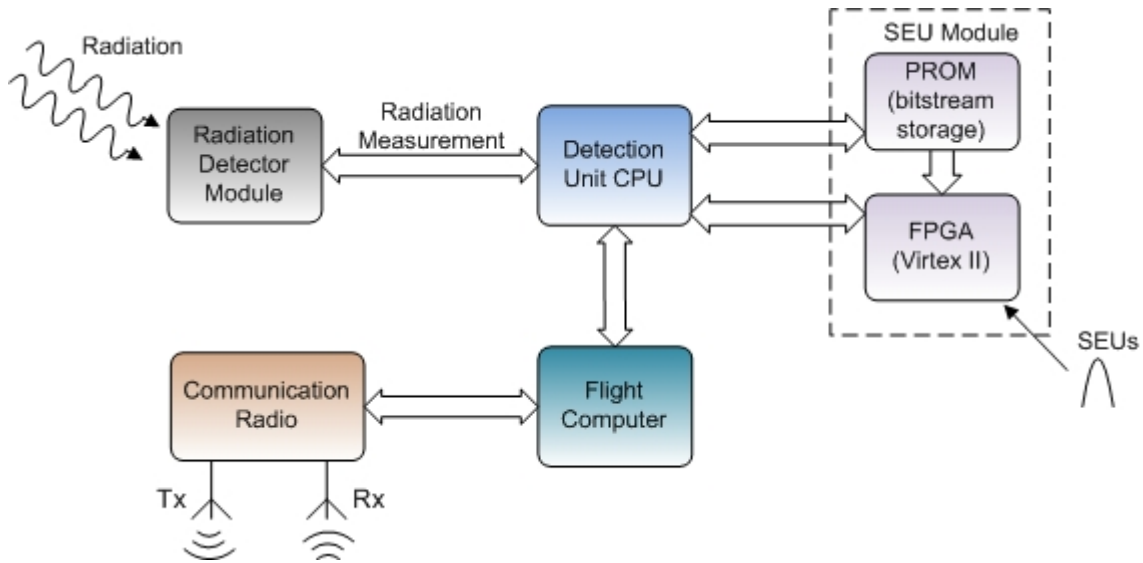 Radiation
Radiation
Detector
Module
Radiation
Measurement
Detection
Unit CPU
SEU Module
PROM
(bitstream
storage)
FPGA
(Virtex II)
SEUs
Communication
Radio
Flight
Computer
Tx
Rx